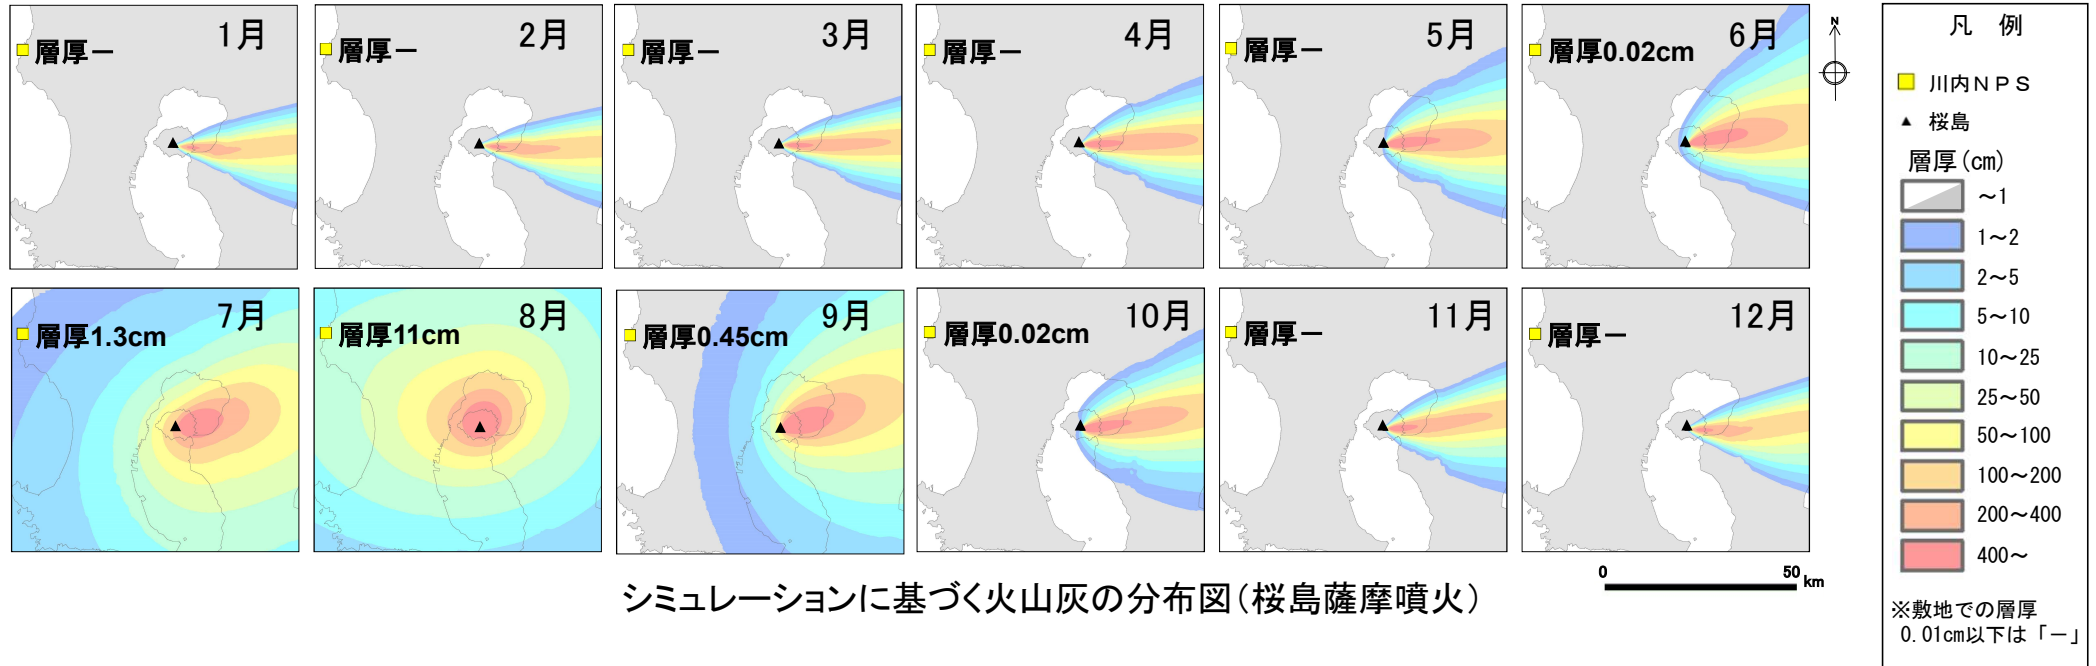 層厚ー 1月
層厚ー 2月
層厚ー 3月
層厚ー 4月
層厚ー 5月
層厚0.02cm 6月
N
層厚1.3cm 7月
層厚11cm 8月
層厚0.45cm 9月
層厚0.02cm 10月
層厚ー 11月
層厚ー 12月
0 50 km
シミュレーションに基づく火山灰の分布図(桜島薩摩噴火)
凡 例
川内NPS
桜島
層厚(cm)
～1
1～2
2～5
5～10
10～25
25～50
50～100
100～200
200～400
400～
※敷地での層厚
0.01cm以下は「ー」